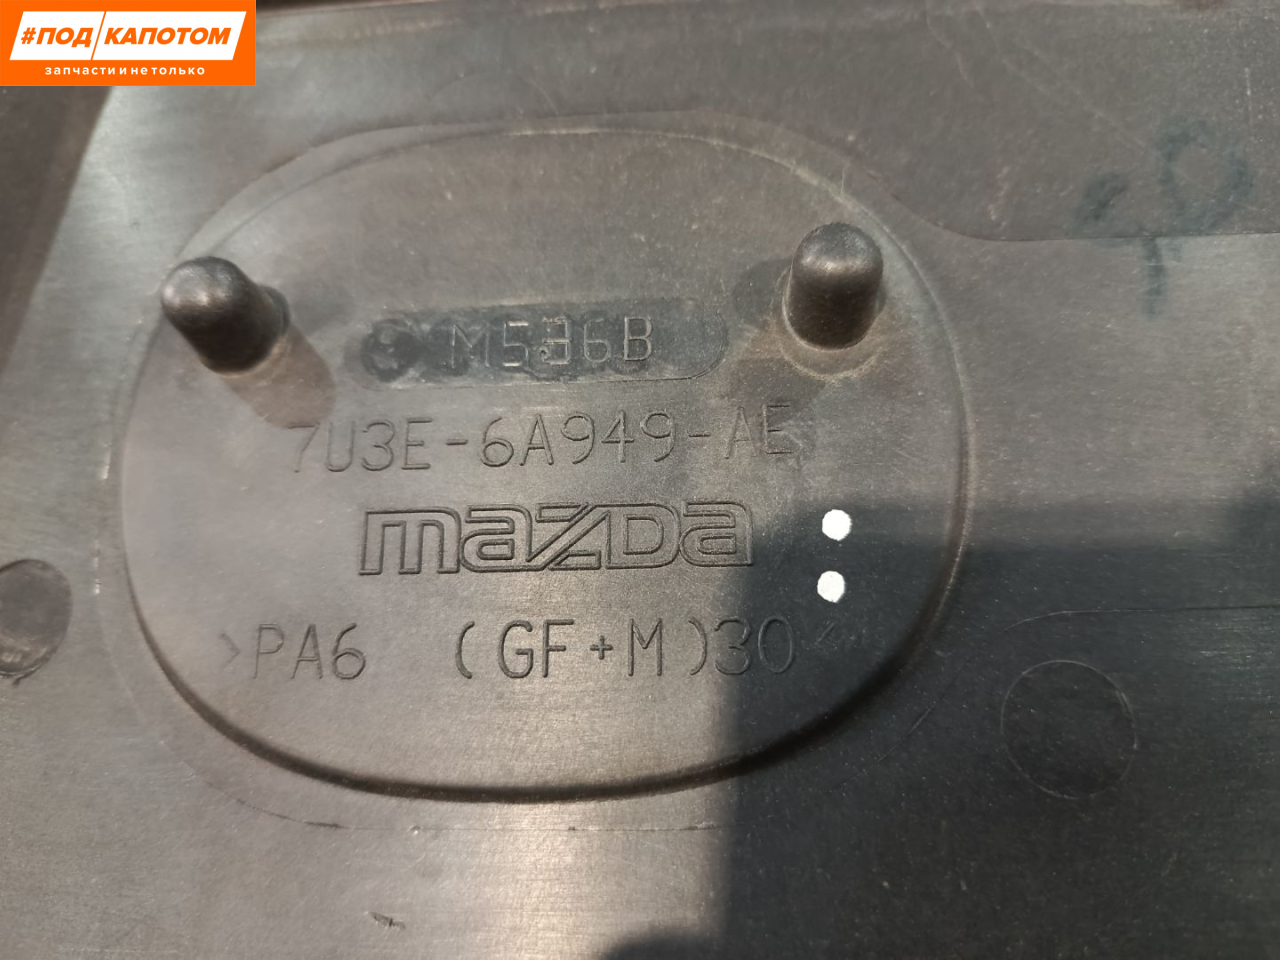 #ПОД КАПОТОМ
запчасти и не только
M536B
7U3E-6A949-AE
mazda
>PA6 (GF+M)30<